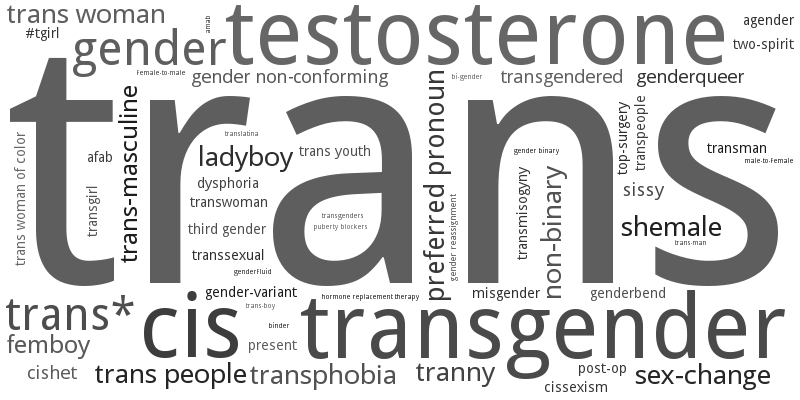 trans woman
#tgirl
amab
gender
testosterone
agender
two-spirit
Female-to-male
gender non-conforming
bi-gender
transgendered
genderqueer
trans
trans woman of color
afab
transgirl
trans-masculine
translatina
ladyboy
trans youth
dysphoria
transwoman
third gender
transgenders
puberty blockers
transsexual
genderFluid
preferred pronoun
gender reassignment
gender binary
transmisogyny
non-binary
top-surgery
transpeople
transman
male-to-Female
sissy
shemale
trans-man
gender-variant
hormone replacement therapy
misgender
genderbend
trans*
cis
trans-boy
binder
present
transgender
femboy
cishet
trans people
transphobia
tranny
post-op
cissexism
sex-change